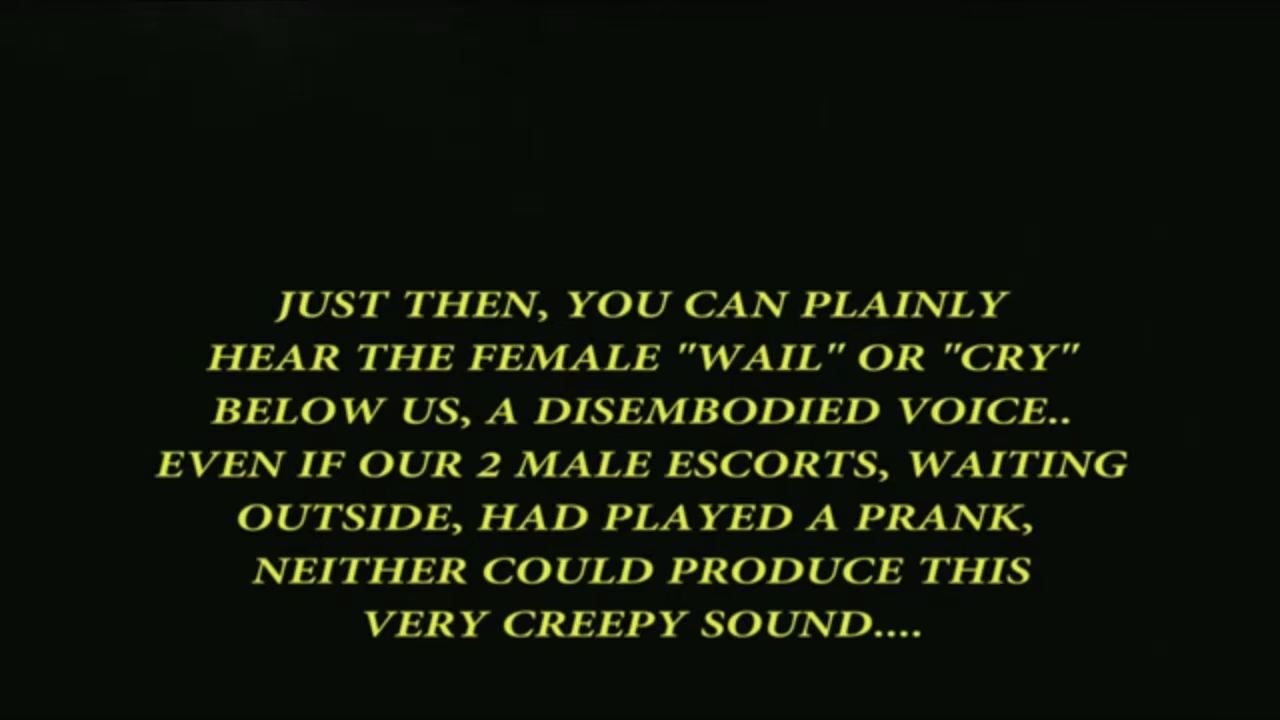 JUST THEN, YOU CAN PLAINLY
HEAR THE FEMALE "WAIL" OR "CRY"
BELOW US, A DISEMBODIED VOICE..
EVEN IF OUR 2 MALE ESCORTS, WAITING
OUTSIDE, HAD PLAYED A PRANK,
NEITHER COULD PRODUCE THIS
VERY CREEPY SOUND....